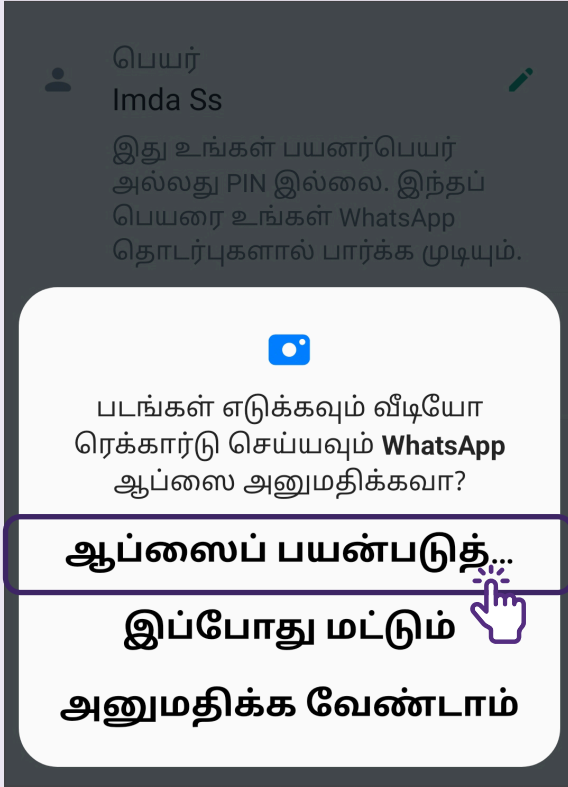 பெயர்
Imda Ss
இது உங்கள் பயனர்பெயர்
அல்லது PIN இல்லை. இந்தப்
பெயரை உங்கள் WhatsApp
தொடர்புகளால் பார்க்க முடியும்.
படங்கள் எடுக்கவும் வீடியோ
ரெக்கார்டு செய்யவும் WhatsApp
ஆப்ஸை அனுமதிக்கவா?
ஆப்ஸைப் பயன்படுத்...
இப்போது மட்டும்
அனுமதிக்க வேண்டாம்